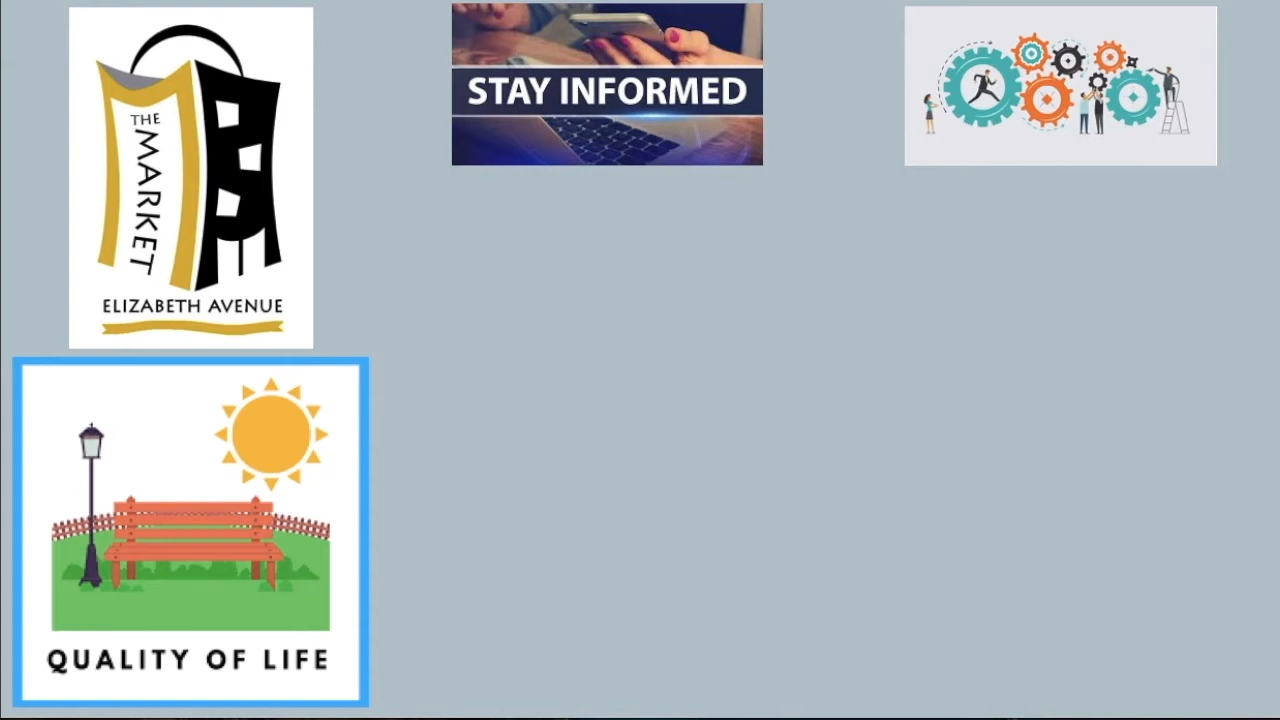 THE
MARKET
ELIZABETH AVENUE
STAY INFORMED
QUALITY OF LIFE